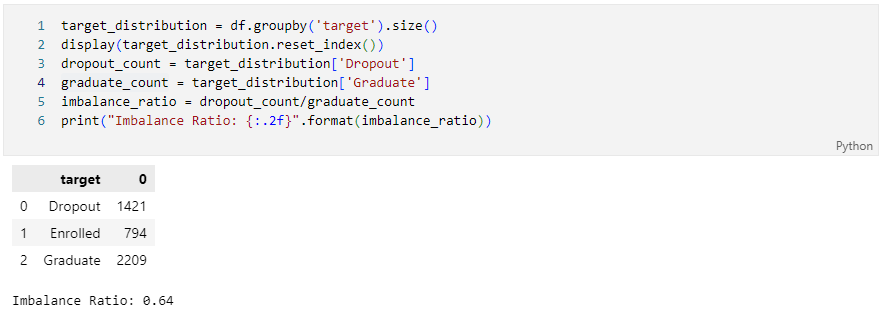 1 target_distribution = df.groupby('target').size()
2 display(target_distribution.reset_index())
3 dropout_count = target_distribution['Dropout']
4 graduate_count = target_distribution['Graduate']
5 imbalance_ratio = dropout_count/graduate_count
6 print("Imbalance Ratio: {:.2f}".format(imbalance_ratio))
Python
target 0
0 Dropout 1421
1 Enrolled 794
2 Graduate 2209
Imbalance Ratio: 0.64